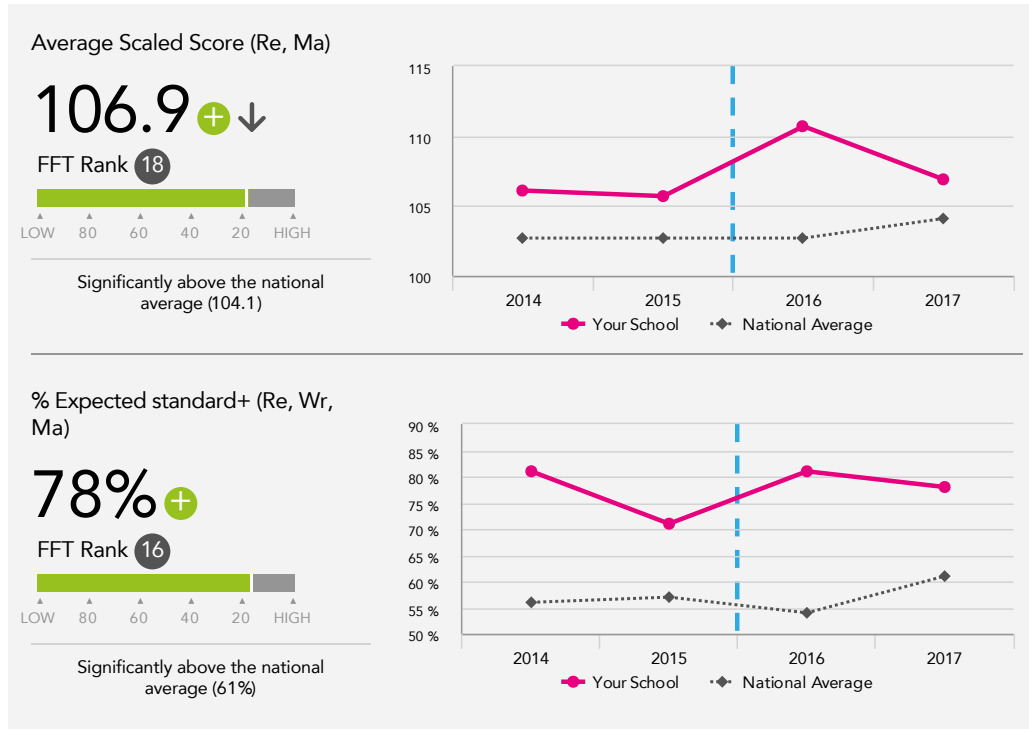 Average Scaled Score (Re, Ma)
106.9 + ↓
FFT Rank 18
LOW 80 60 40 20 HIGH
Significantly above the national
average (104.1)
115
110
105
100
2014 2015 2016 2017
Your School National Average
% Expected standard+ (Re, Wr,
Ma)
78% +
FFT Rank 16
LOW 80 60 40 20 HIGH
Significantly above the national
average (61%)
90 %
85 %
80 %
75 %
70 %
65 %
60 %
55 %
50 %
2014 2015 2016 2017
Your School National Average